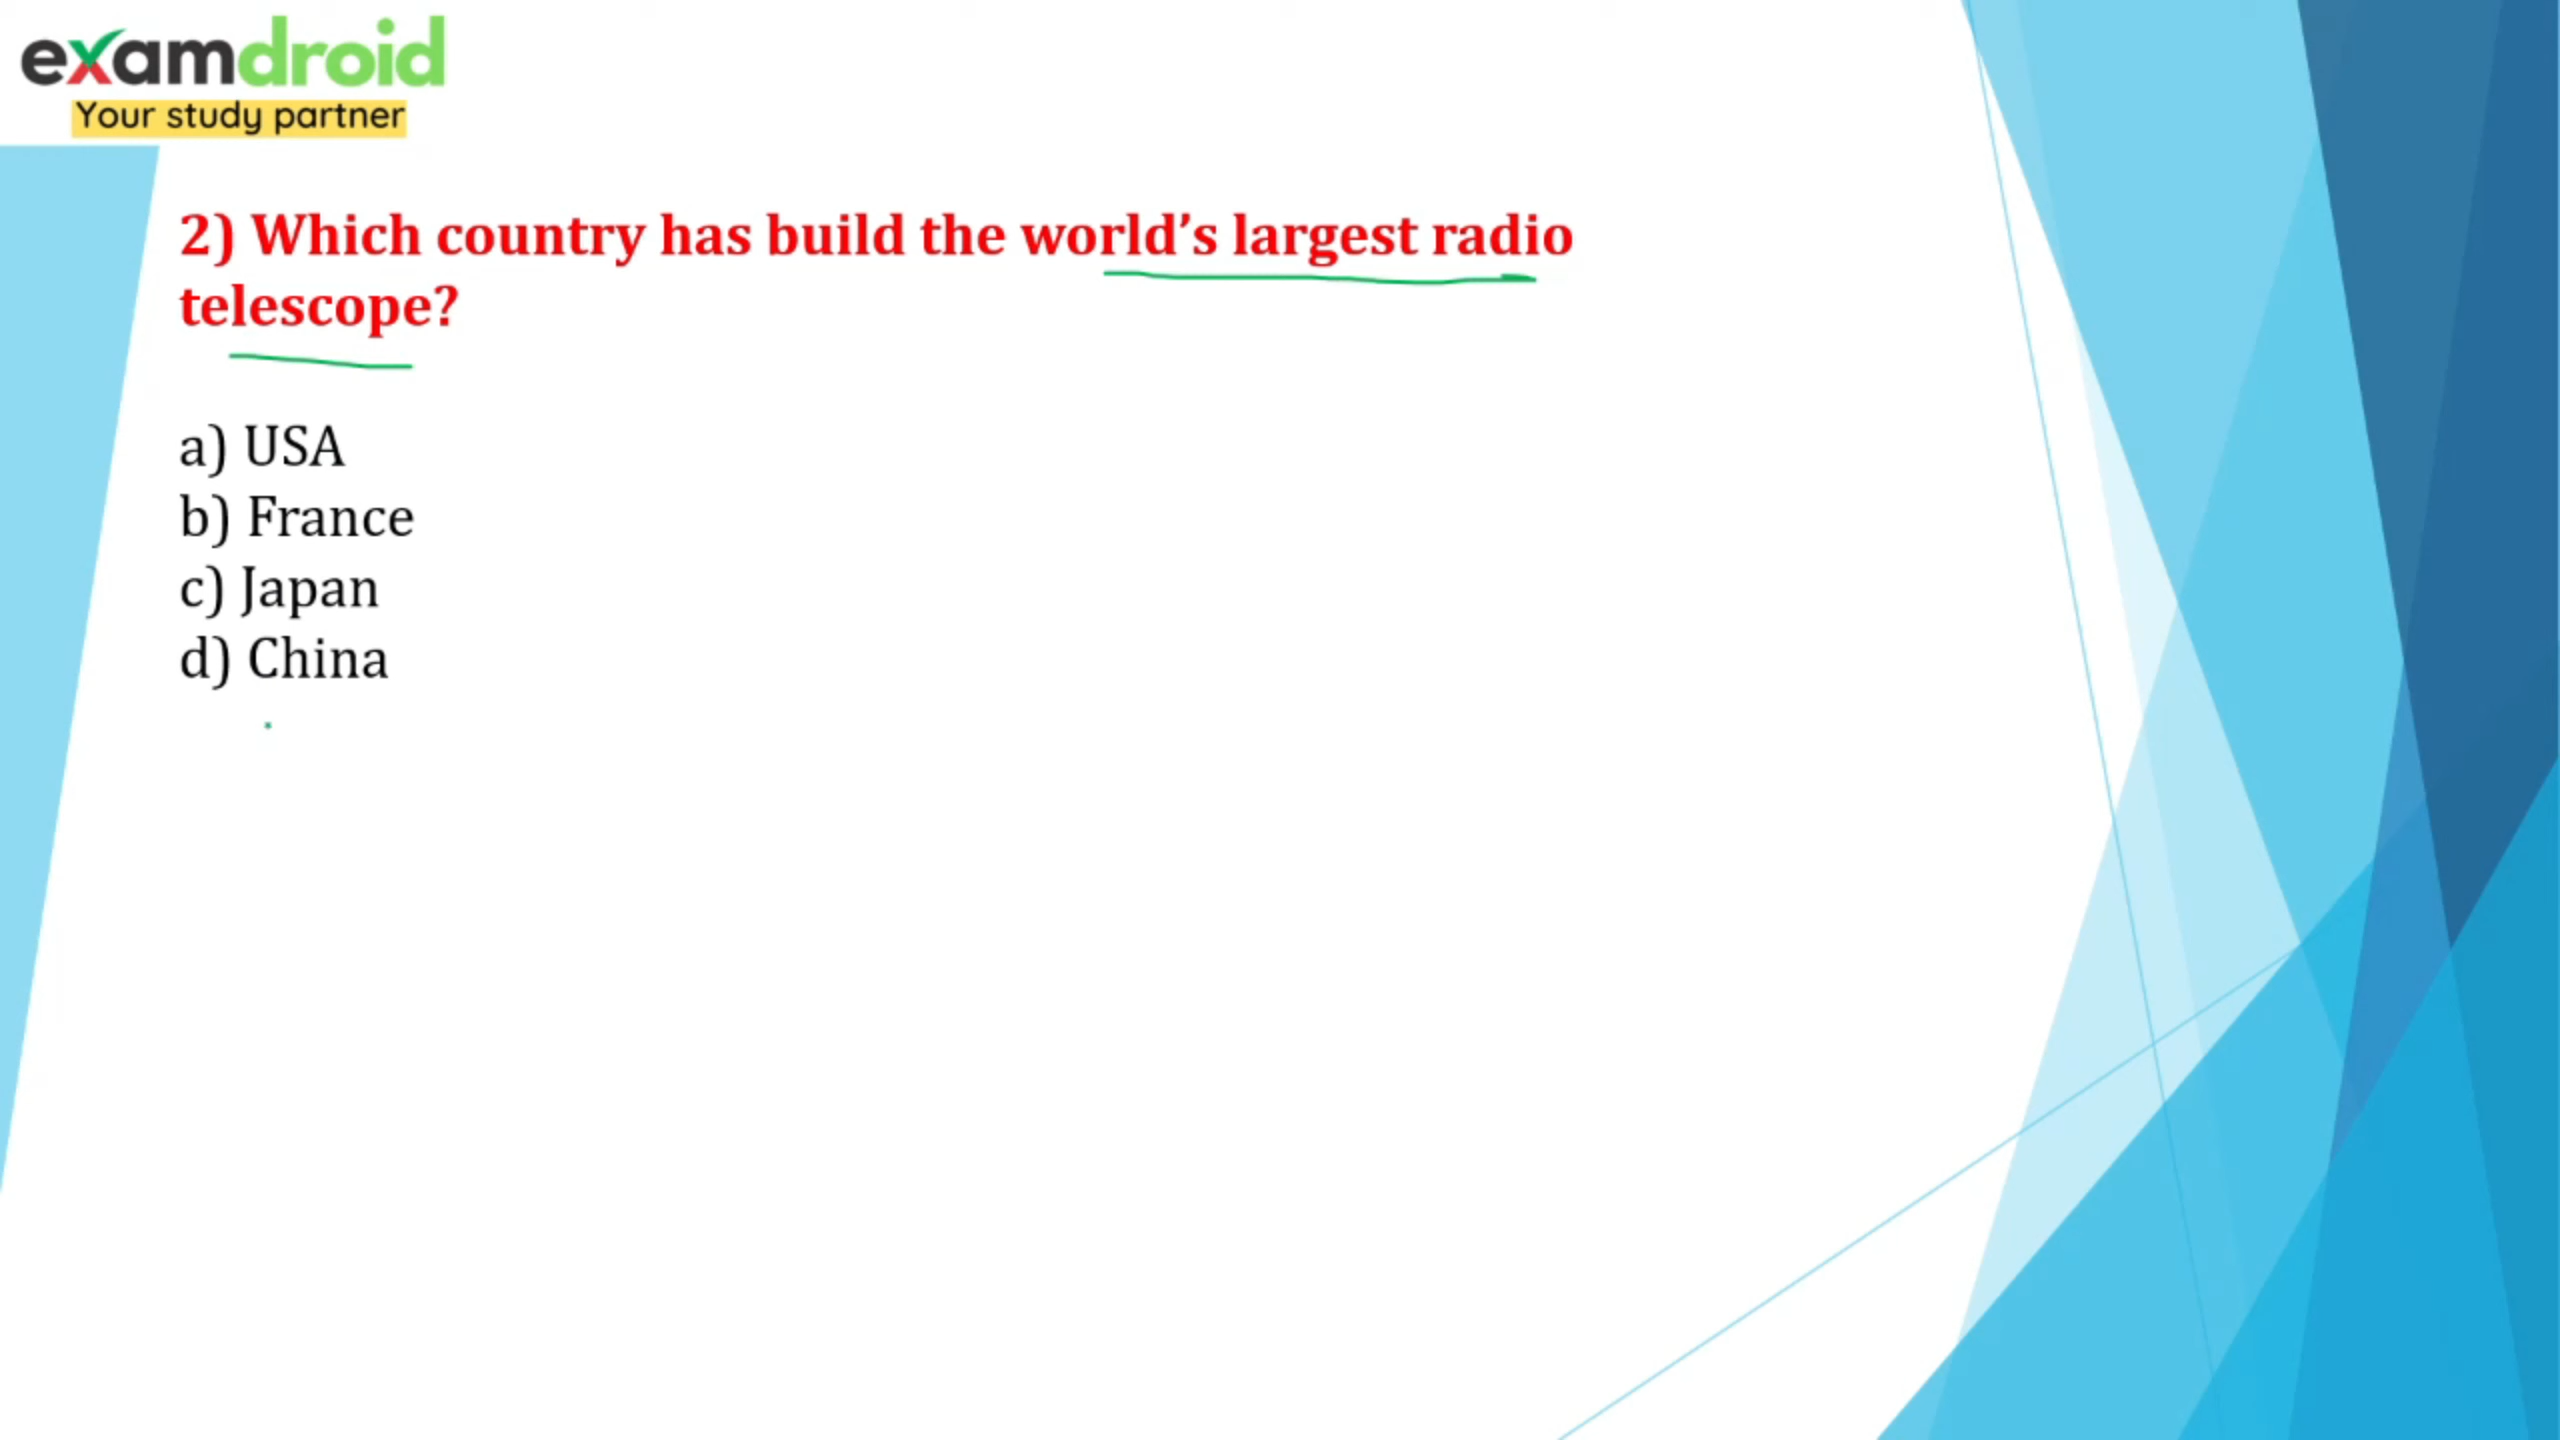 examdroid
Your study partner
2) Which country has build the world’s largest radio
telescope?
a) USA
b) France
c) Japan
d) China